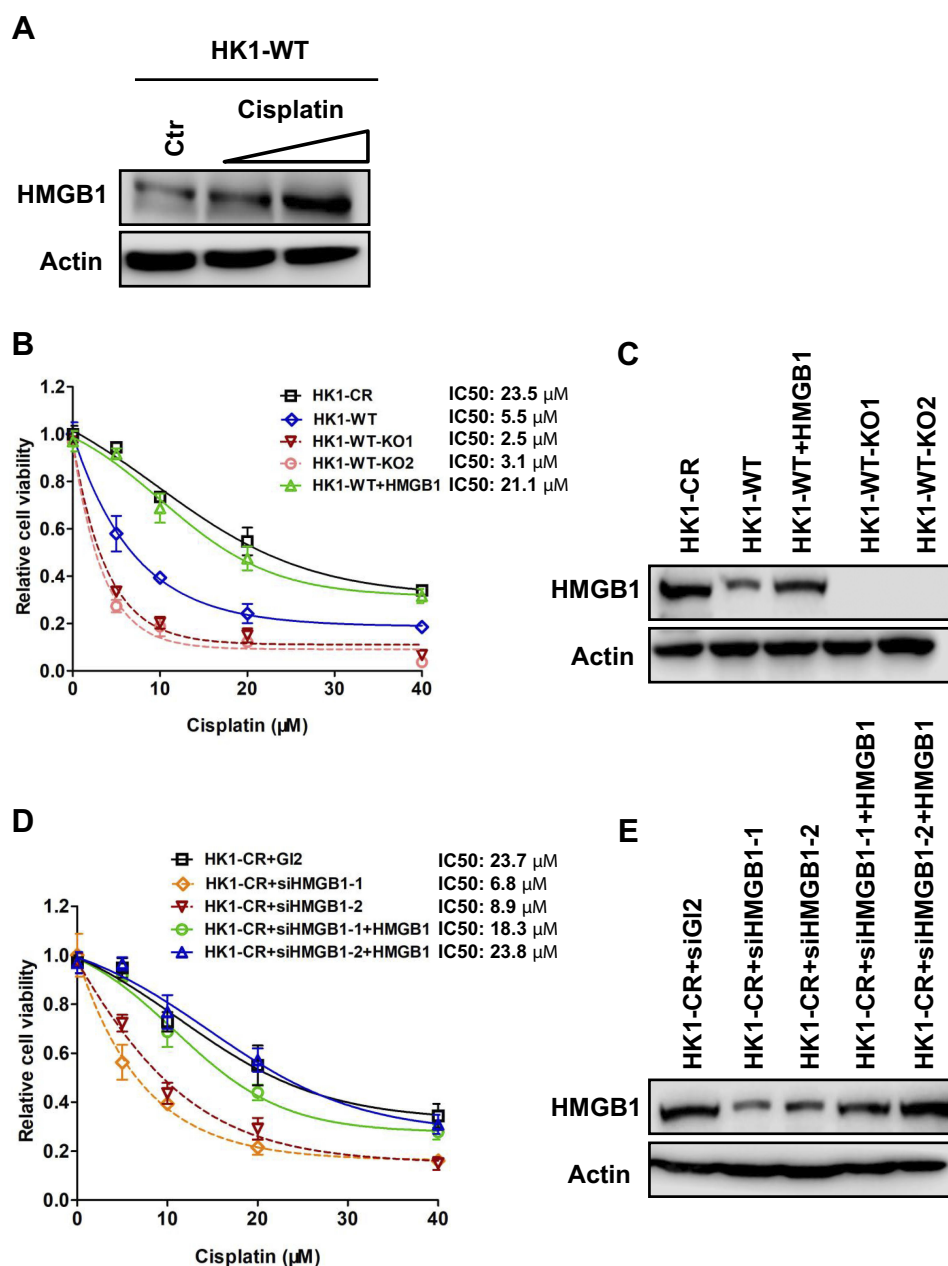 A
HK1-WT
Ctr
Cisplatin
HMGB1
Actin
B
HK1-CR IC50: 23.5 µM
HK1-WT IC50: 5.5 µM
HK1-WT-KO1 IC50: 2.5 µM
HK1-WT-KO2 IC50: 3.1 µM
HK1-WT+HMGB1 IC50: 21.1 µM
Relative cell viability
1.2
1.0
0.8
0.6
0.4
0.2
0.0
0 10 20 30 40
Cisplatin (µM)
C
HK1-CR
HK1-WT
HK1-WT+HMGB1
HK1-WT-KO1
HK1-WT-KO2
HMGB1
Actin
D
HK1-CR+Gl2 IC50: 23.7 µM
HK1-CR+siHMGB1-1 IC50: 6.8 µM
HK1-CR+siHMGB1-2 IC50: 8.9 µM
HK1-CR+siHMGB1-1+HMGB1 IC50: 18.3 µM
HK1-CR+siHMGB1-2+HMGB1 IC50: 23.8 µM
Relative cell viability
1.2
1.0
0.8
0.6
0.4
0.2
0.0
0 10 20 30 40
Cisplatin (µM)
E
HK1-CR+siGl2
HK1-CR+siHMGB1-1
HK1-CR+siHMGB1-2
HK1-CR+siHMGB1-1+HMGB1
HK1-CR+siHMGB1-2+HMGB1
HMGB1
Actin